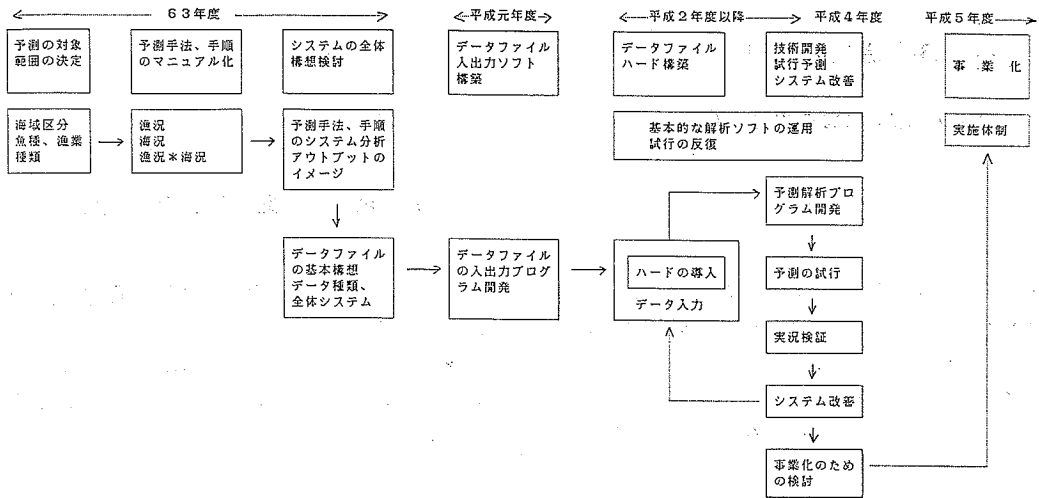 ６３年度
平成元年度
平成２年度以降
平成４年度
平成５年度
予測の対象
範囲の決定
予測手法、手順
のマニュアル化
システムの全体
構想検討
データファイル
入出力ソフト
構築
データファイル
ハード構築
技術開発
試行予測
システム改善
事業化
海域区分
魚種、漁業
種類
漁況
海況
漁況＊海況
予測手法、手順
のシステム分析
アウトプットの
イメージ
基本的な解析ソフトの運用
試行の反復
実施体制
予測解析プロ
グラム開発
データファイル
の基本構想
データ種類、
全体システム
データファイル
の入出力プログ
ラム開発
ハードの導入
データ入力
予測の試行
実況検証
システム改善
事業化のため
の検討